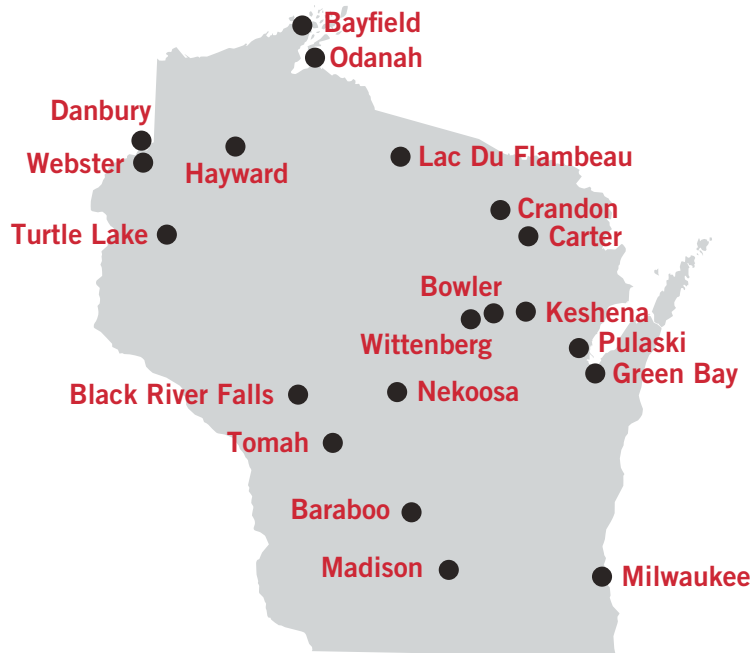 Bayfield
Odanah
Danbury
Webster
Hayward
Lac Du Flambeau
Crandon
Turtle Lake
Carter
Bowler
Keshena
Wittenberg
Pulaski
Green Bay
Black River Falls
Nekoosa
Tomah
Baraboo
Madison
Milwaukee